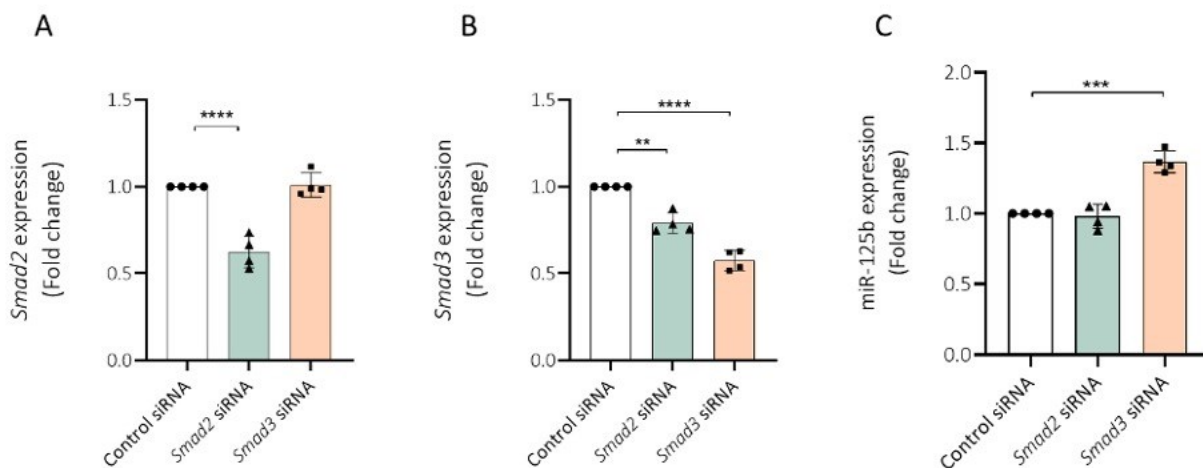 A
Smad2 expression
(Fold change)
1.5
1.0
0.5
0.0
****
Control siRNA
Smad2 siRNA
Smad3 siRNA
B
Smad3 expression
(Fold change)
1.5
1.0
0.5
0.0
****
**
Control siRNA
Smad2 siRNA
Smad3 siRNA
C
miR-125b expression
(Fold change)
2.0
1.5
1.0
0.5
0.0
***
Control siRNA
Smad2 siRNA
Smad3 siRNA